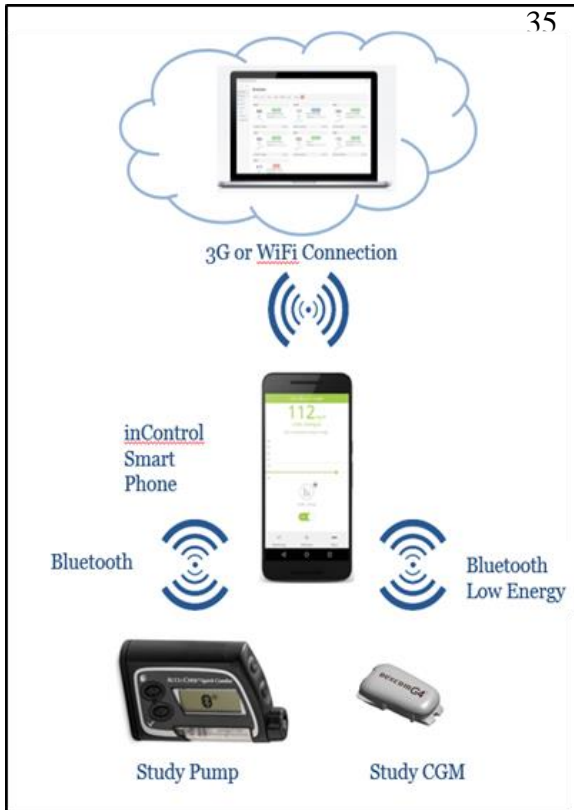 35
3G or WiFi Connection
112
inControl
Smart
Phone
Bluetooth
Bluetooth
Low Energy
ACCU-CHEK Spirit Combo
DEXCOM G4
Study Pump
Study CGM